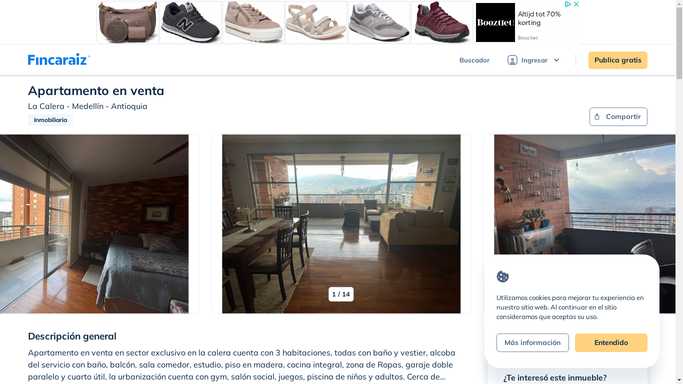 Altijd tot 70%
korting
Booztlet
Booztlet
Fincaraiz
Buscador
Ingresar
Publica gratis
Apartamento en venta
La Calera - Medellín - Antioquia
Inmobiliaria
Compartir
1 / 14
Utilizamos cookies para mejorar tu experiencia en
nuestro sitio web. Al continuar en el sitio
consideramos que aceptas su uso.
Más información
Entendido
Descripción general
Apartamento en venta en sector exclusivo en la calera cuenta con 3 habitaciones, todas con baño y vestier, alcoba
del servicio con baño, balcón, sala comedor, estudio, piso en madera, cocina integral, zona de Ropas, garaje doble
paralelo y cuarto útil, la urbanización cuenta con gym, salón social, juegos, piscina de niños y adultos. Cerca de...
¿Te interesó este inmueble?